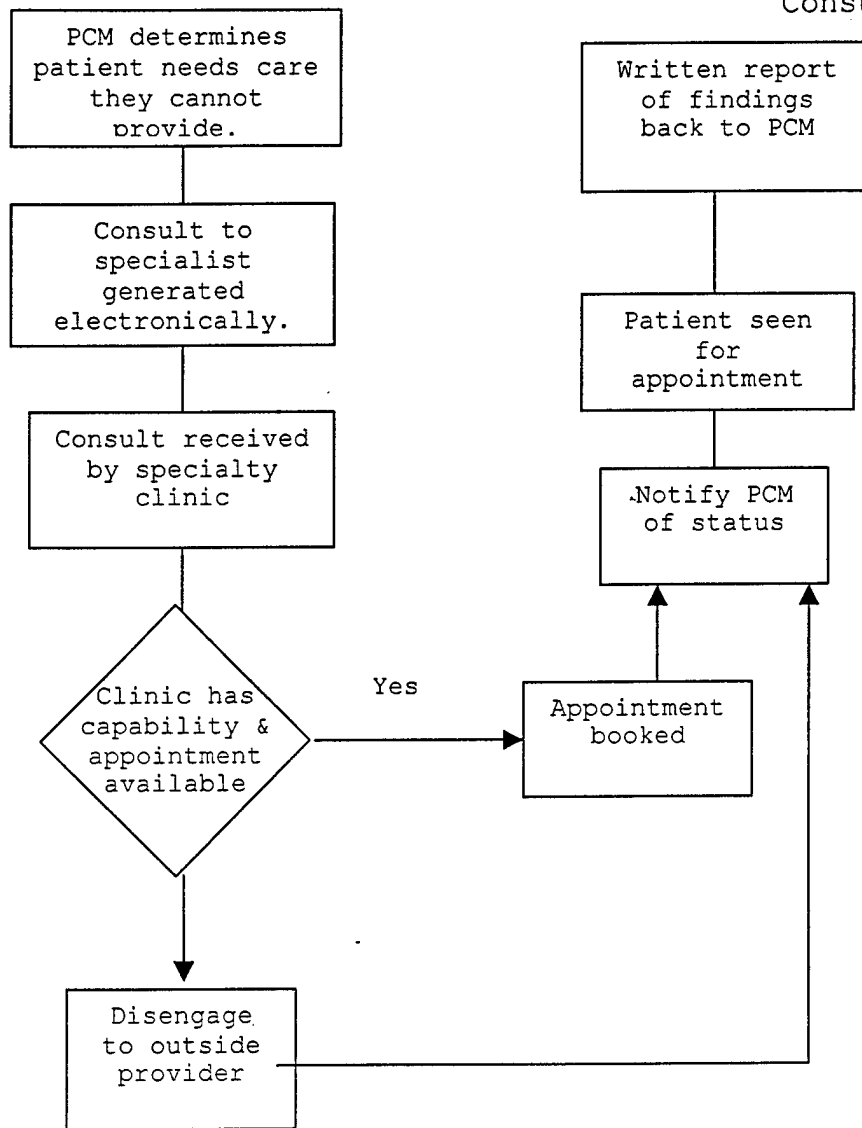 Consu
PCM determines
patient needs care
they cannot
provide.
Consult to
specialist
generated
electronically.
Consult received
by specialty
clinic
Clinic has
capability &
appointment
available
Yes
Disengage
to outside
provider
Appointment
booked
Notify PCM
of status
Patient seen
for
appointment
Written report
of findings
back to PCM